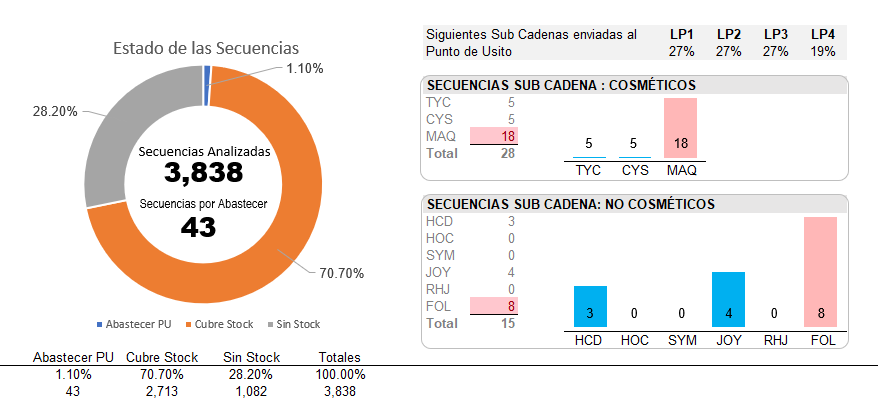 Estado de las Secuencias
1.10%
28.20%
70.70%
Secuencias Analizadas
3,838
Secuencias por Abastecer
43
Abastecer PU Cubre Stock Sin Stock
Abastecer PU Cubre Stock Sin Stock Totales
1.10% 70.70% 28.20% 100.00%
43 2,713 1,082 3,838
Siguientes Sub Cadenas enviadas al LP1 LP2 LP3 LP4
Punto de Usito 27% 27% 27% 19%
SECUENCIAS SUB CADENA : COSMÉTICOS
TYC 5
CYS 5
MAQ 18
Total 28
5 5 18
TYC CYS MAQ
SECUENCIAS SUB CADENA: NO COSMÉTICOS
HCD 3
HOC 0
SYM 0
JOY 4
RHJ 0
FOL 8
Total 15
3 0 0 4 0 8
HCD HOC SYM JOY RHJ FOL